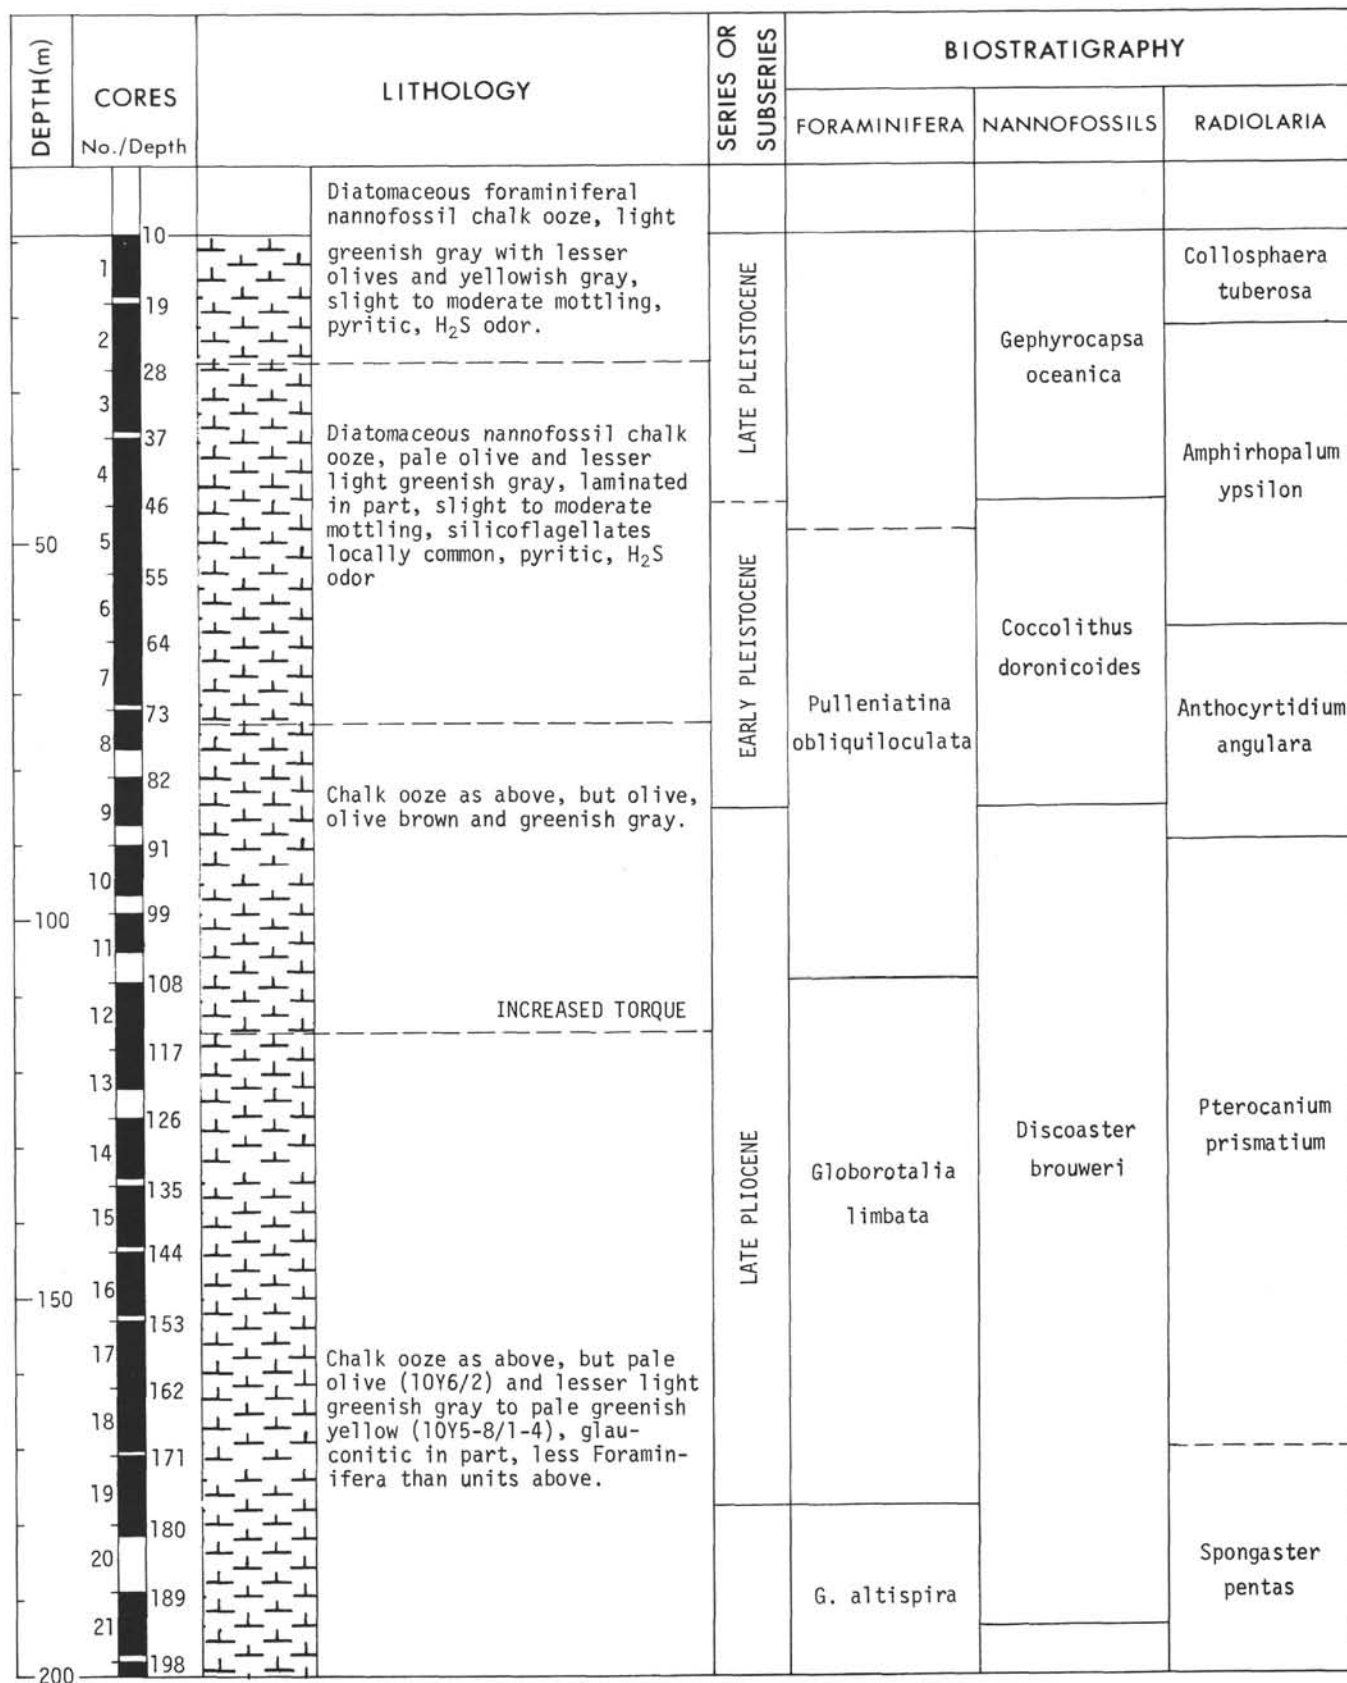 DEPTH(m)
CORES
No./Depth
LITHOLOGY
SERIES OR
SUBSERIES
BIOSTRATIGRAPHY
FORAMINIFERA
NANNOFOSSILS
RADIOLARIA
50
100
150
200
1
2
3
4
5
6
7
8
9
10
11
12
13
14
15
16
17
18
19
20
21
10
19
28
37
46
55
64
73
82
91
99
108
117
126
135
144
153
162
171
180
189
198
Diatomaceous foraminiferal
nannofossil chalk ooze, light
greenish gray with lesser
olives and yellowish gray,
slight to moderate mottling,
pyritic, H₂S odor.
Diatomaceous nannofossil chalk
ooze, pale olive and lesser
light greenish gray, laminated
in part, slight to moderate
mottling, silicoflagellates
locally common, pyritic, H₂S
odor
Chalk ooze as above, but olive,
olive brown and greenish gray.
INCREASED TORQUE
Chalk ooze as above, but pale
olive (10Y6/2) and lesser light
greenish gray to pale greenish
yellow (10Y5-8/1-4), glau-
conitic in part, less Foramin-
ifera than units above.
LATE PLEISTOCENE
EARLY PLEISTOCENE
LATE PLIOCENE
Pulleniatina
obliquiloculata
Globorotalia
limbata
G. altispira
Gephyrocapsa
oceanica
Coccolithus
doronicoides
Discoaster
brouweri
Collosphaera
tuberosa
Amphirhopalum
ypsilon
Anthocyrtidium
angulara
Pterocanium
prismatium
Spongaster
pentas